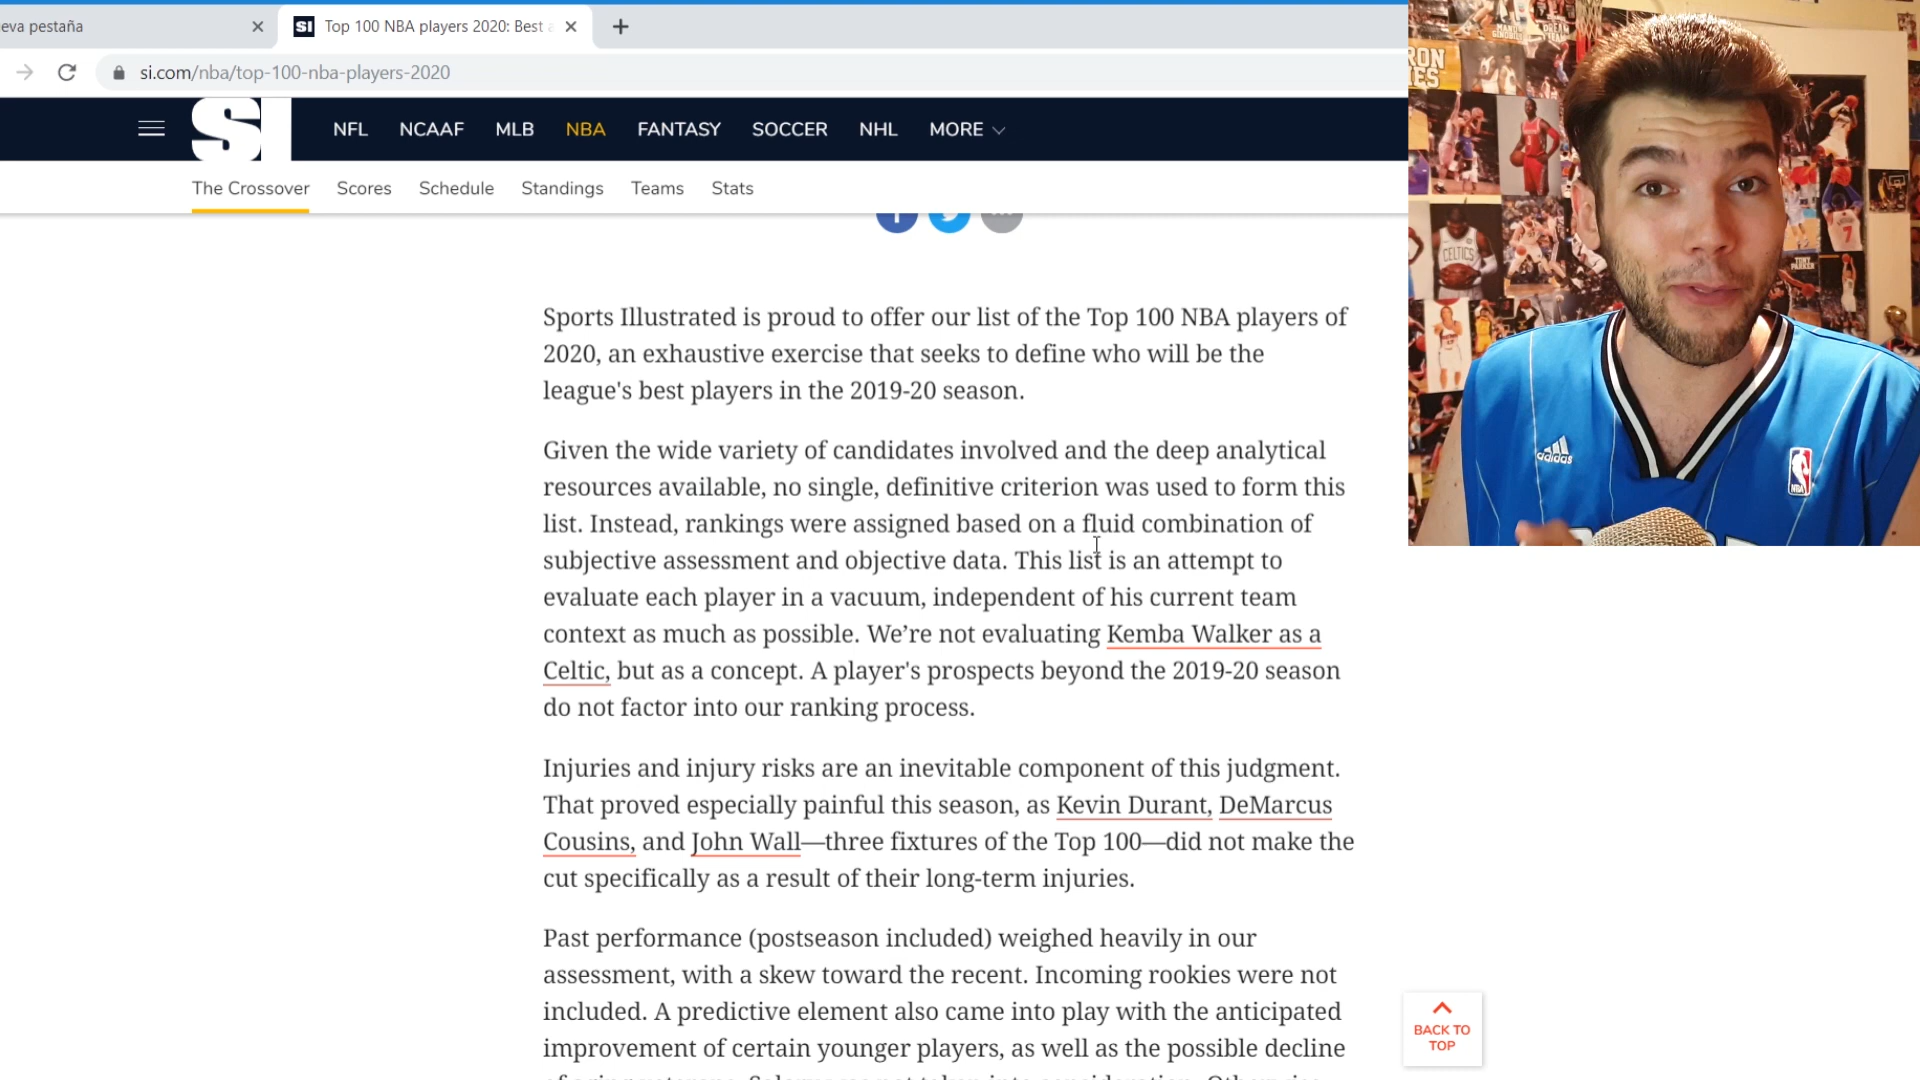 eva pestaña
SI Top 100 NBA players 2020: Best
si.com/nba/top-100-nba-players-2020
SI NFL NCAAF MLB NBA FANTASY SOCCER NHL MORE
The Crossover Scores Schedule Standings Teams Stats
Sports Illustrated is proud to offer our list of the Top 100 NBA players of
2020, an exhaustive exercise that seeks to define who will be the
league's best players in the 2019-20 season.
Given the wide variety of candidates involved and the deep analytical
resources available, no single, definitive criterion was used to form this
list. Instead, rankings were assigned based on a fluid combination of
subjective assessment and objective data. This list is an attempt to
evaluate each player in a vacuum, independent of his current team
context as much as possible. We’re not evaluating Kemba Walker as a
Celtic, but as a concept. A player's prospects beyond the 2019-20 season
do not factor into our ranking process.
Injuries and injury risks are an inevitable component of this judgment.
That proved especially painful this season, as Kevin Durant, DeMarcus
Cousins, and John Wall—three fixtures of the Top 100—did not make the
cut specifically as a result of their long-term injuries.
Past performance (postseason included) weighed heavily in our
assessment, with a skew toward the recent. Incoming rookies were not
included. A predictive element also came into play with the anticipated
improvement of certain younger players, as well as the possible decline
BACK TO
TOP
RON
ES
CELTICS
TONY
PARKER
7
adidas
NBA